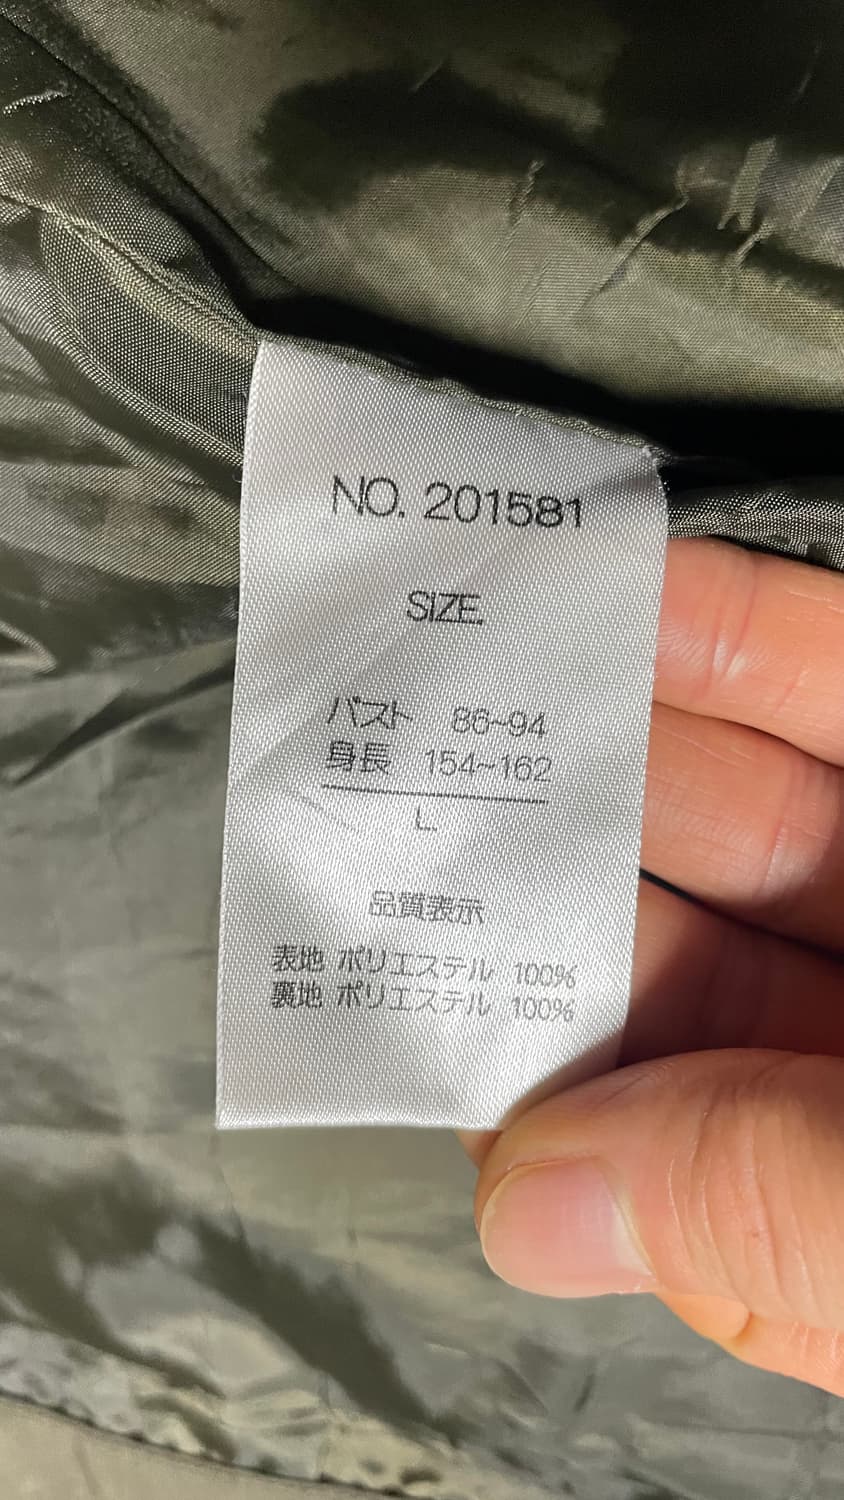 NO. 201581
SIZE.
バスト 86~94
身長 154~162
L
品質表示
表地 ポリエステル 100%
裏地 ポリエステル 100%